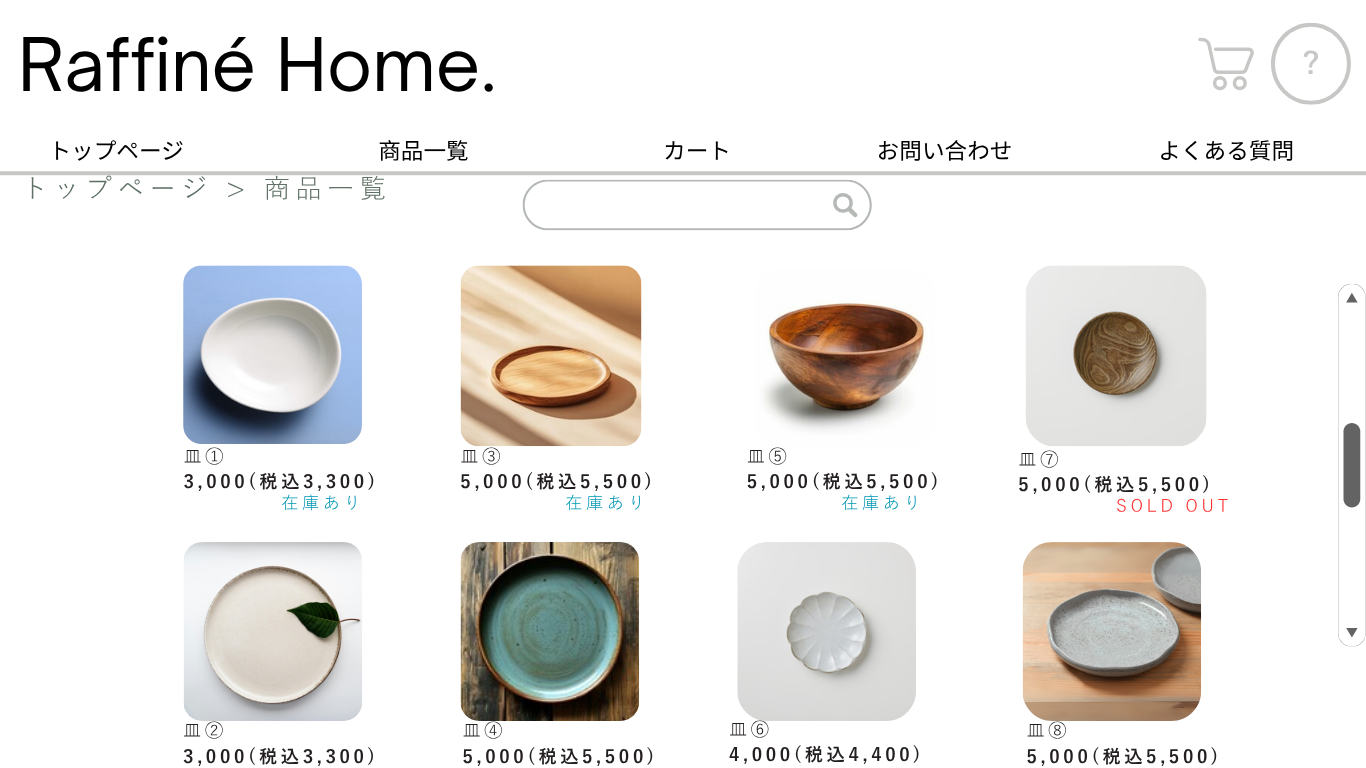 Raffiné Home.
?
トップページ 商品一覧 カート お問い合わせ よくある質問
トップページ > 商品一覧
皿① 皿③ 皿⑤ 皿⑦
3,000(税込3,300) 5,000(税込5,500) 5,000(税込5,500) 5,000(税込5,500)
在庫あり 在庫あり 在庫あり SOLD OUT
皿② 皿④ 皿⑥ 皿⑧
3,000(税込3,300) 5,000(税込5,500) 4,000(税込4,400) 5,000(税込5,500)